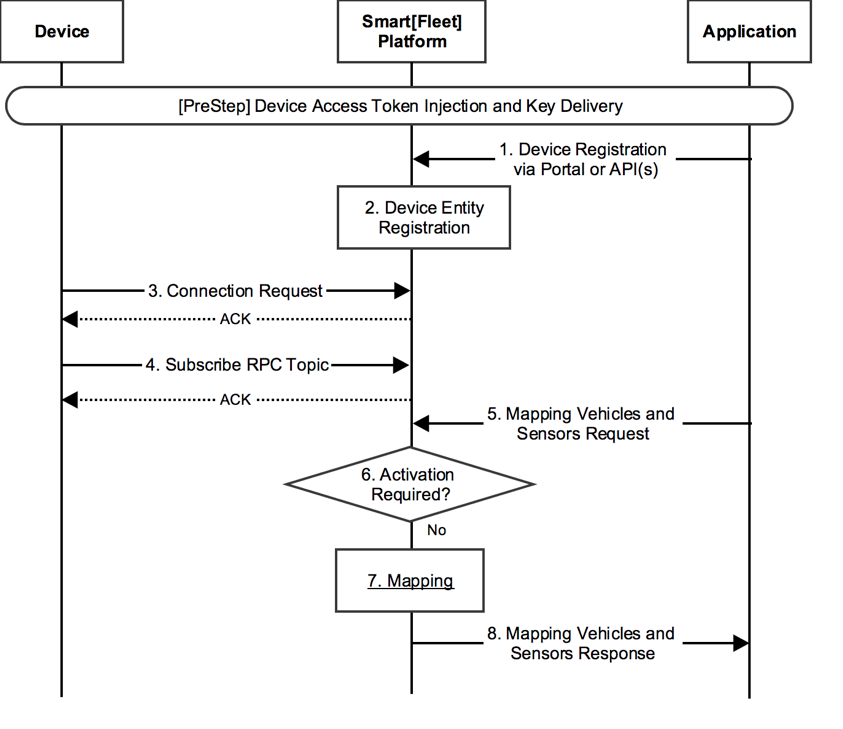 Device
Smart[Fleet]
Platform
Application
[PreStep] Device Access Token Injection and Key Delivery
1. Device Registration
via Portal or API(s)
2. Device Entity
Registration
3. Connection Request
ACK
4. Subscribe RPC Topic
ACK
5. Mapping Vehicles and
Sensors Request
6. Activation
Required?
No
7. Mapping
8. Mapping Vehicles and
Sensors Response